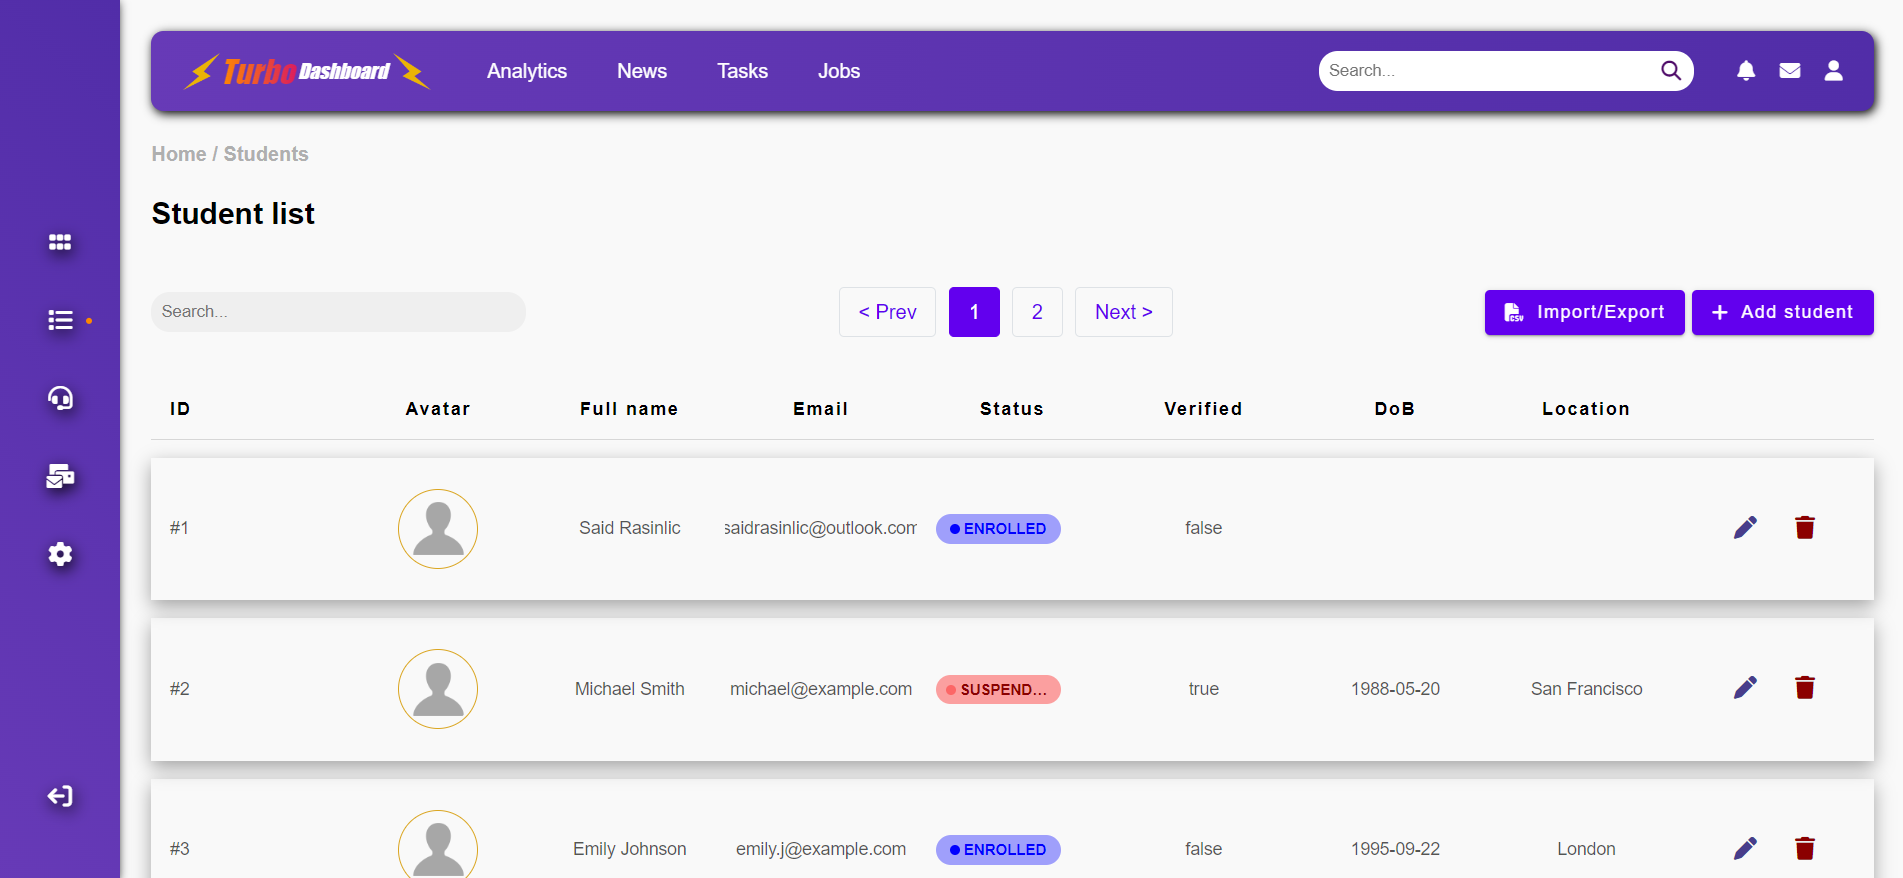 Turbo Dashboard Analytics News Tasks Jobs Search...
Home / Students
Student list
Search... < Prev 1 2 Next > CSV Import/Export + Add student
ID Avatar Full name Email Status Verified DoB Location
#1 Said Rasinlic saidrasinlic@outlook.com ENROLLED false
#2 Michael Smith michael@example.com SUSPEND... true 1988-05-20 San Francisco
#3 Emily Johnson emily.j@example.com ENROLLED false 1995-09-22 London